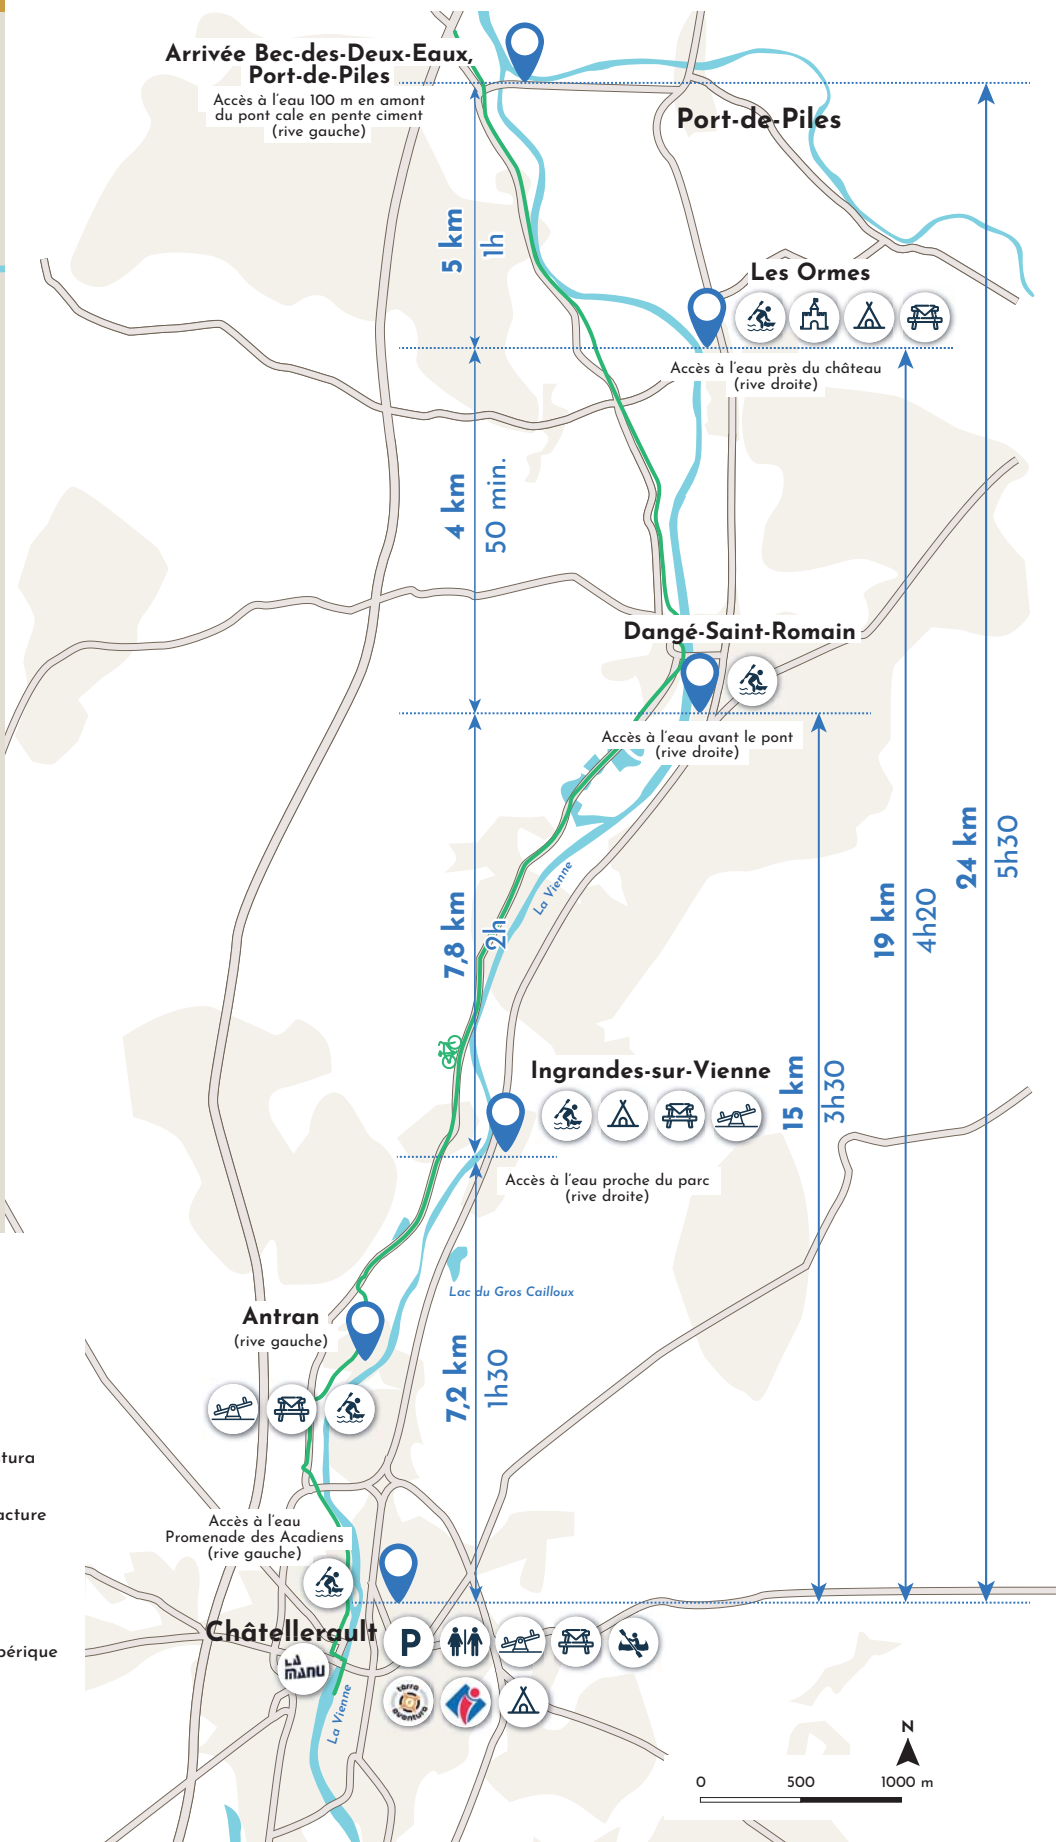 Arrivée Bec-des-Deux-Eaux,
Port-de-Piles
Accès à l'eau 100 m en amont
du pont cale en pente ciment
(rive gauche)
Port-de-Piles
5 km
1h
Les Ormes
Accès à l'eau près du château
(rive droite)
4 km
50 min.
Dangé-Saint-Romain
Accès à l'eau avant le pont
(rive droite)
24 km
5h30
19 km
4h20
La Vienne
7,8 km
2h
15 km
3h30
Ingrandes-sur-Vienne
Accès à l'eau proche du parc
(rive droite)
Lac du Gros Cailloux
Antran
(rive gauche)
7,2 km
1h30
tura
acture
Accès à l'eau
Promenade des Acadiens
(rive gauche)
Châtellerault
P
LA
MANU
périque
terra
aventura
La Vienne
N
0 500 1000 m